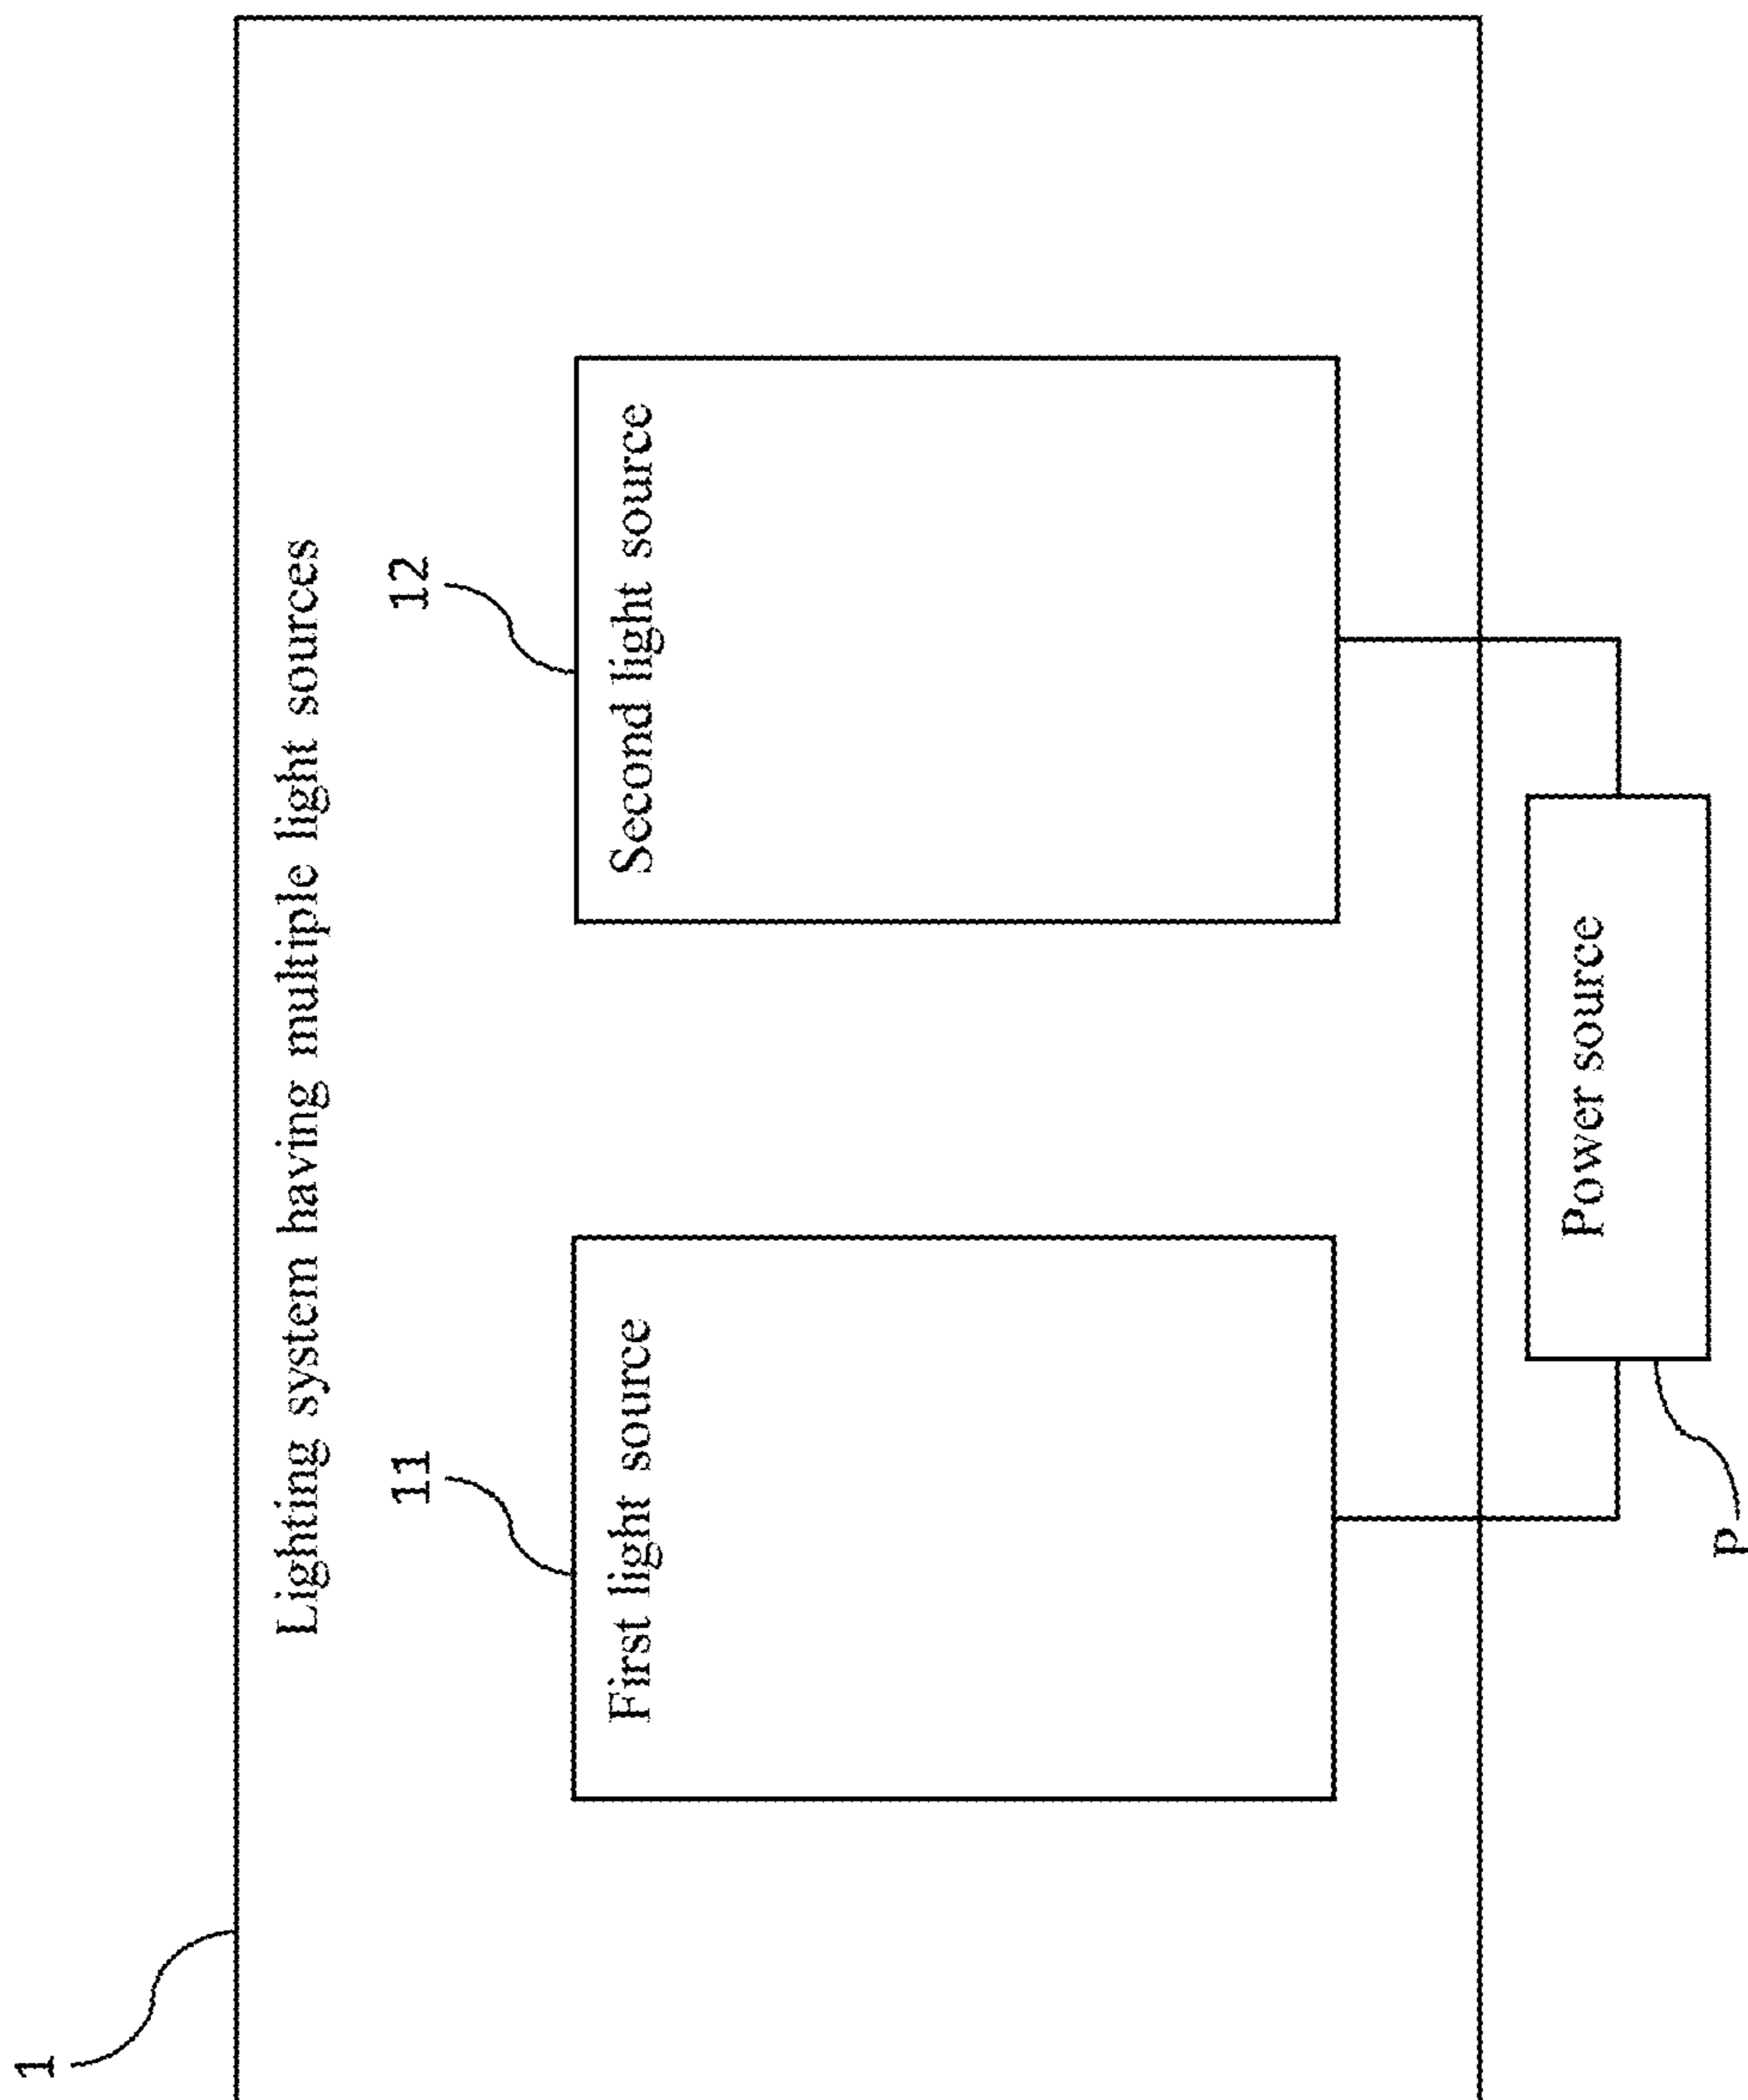 1
Lighting system having multiple light sources
11
12
First light source
Second light source
Power source
p